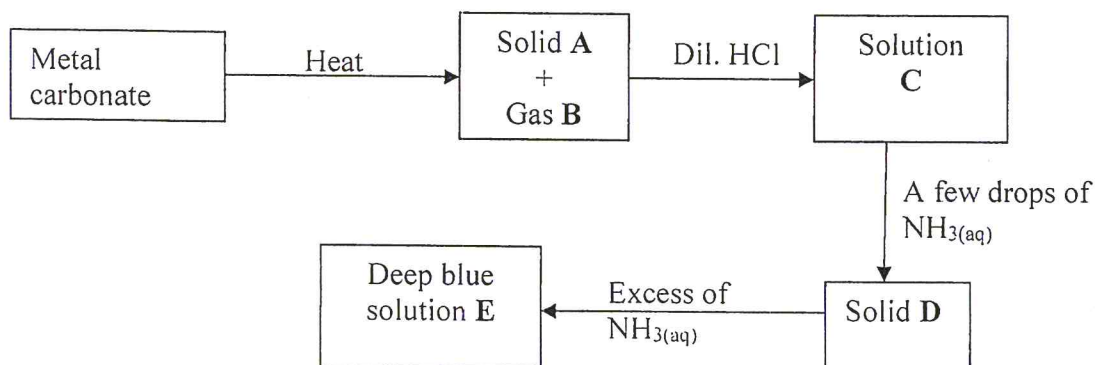 Metal
carbonate
Heat
Solid A
+
Gas B
Dil. HCl
Solution
C
A few drops of
NH₃(aq)
Solid D
Excess of
NH₃(aq)
Deep blue
solution E